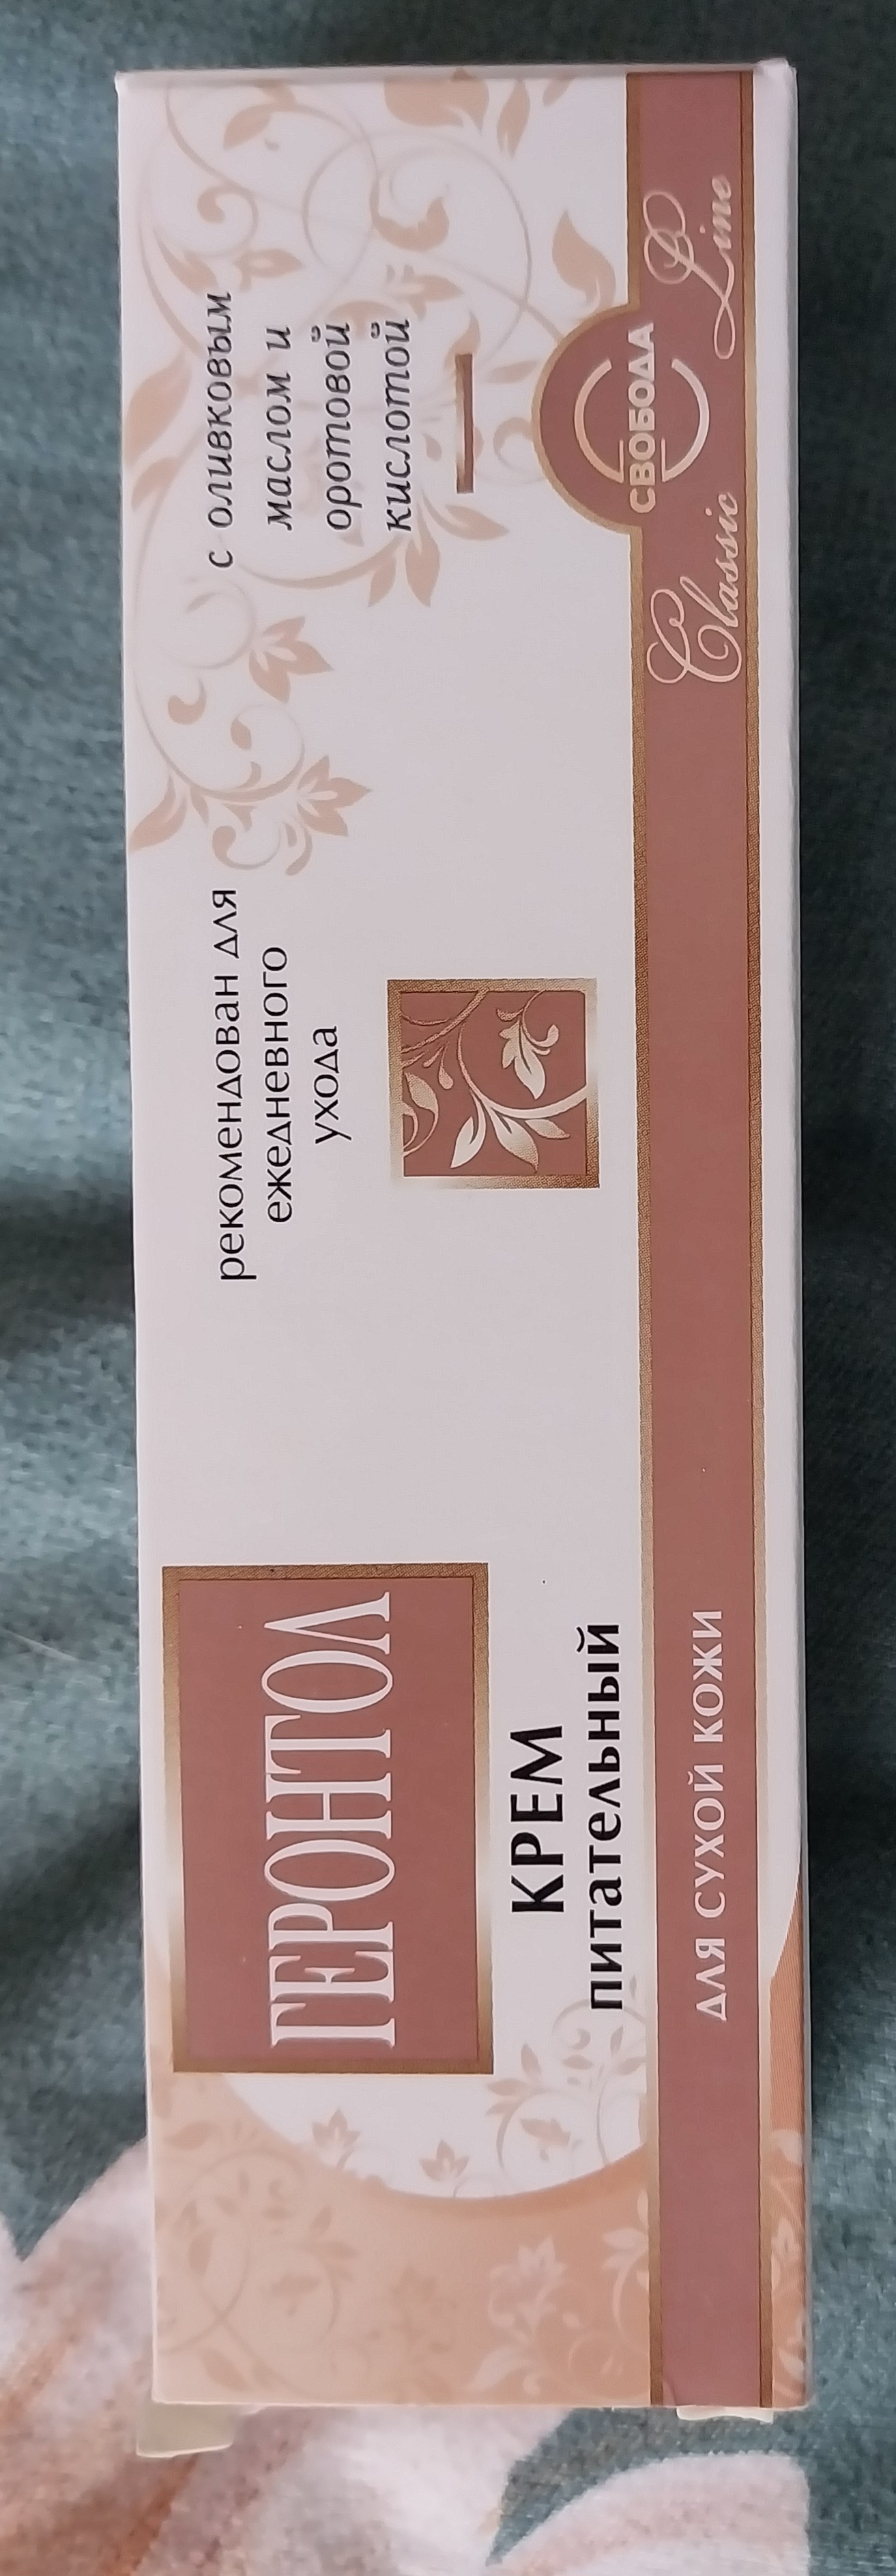 ГЕРОНТОЛ
КРЕМ
питательный
ДЛЯ СУХОЙ КОЖИ
рекомендован для
ежедневного
ухода
с оливковым
маслом и
оротовой
кислотой
Classic
СВОБОДА
Line